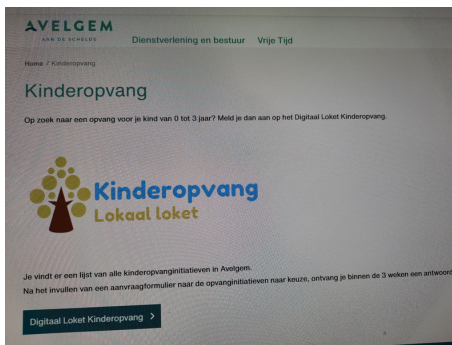 AVELGEM
AAN DE SCHELDE
Dienstverlening en bestuur Vrije Tijd
Home / Kinderopvang
Kinderopvang
Op zoek naar een opvang voor je kind van 0 tot 3 jaar? Meld je dan aan op het Digitaal Loket Kinderopvang.
Kinderopvang
Lokaal loket
Je vindt er een lijst van alle kinderopvanginitiatieven in Avelgem.
Na het invullen van een aanvraagformulier naar de opvanginitiatieven naar keuze, ontvang je binnen de 3 weken een antwoord
Digitaal Loket Kinderopvang >